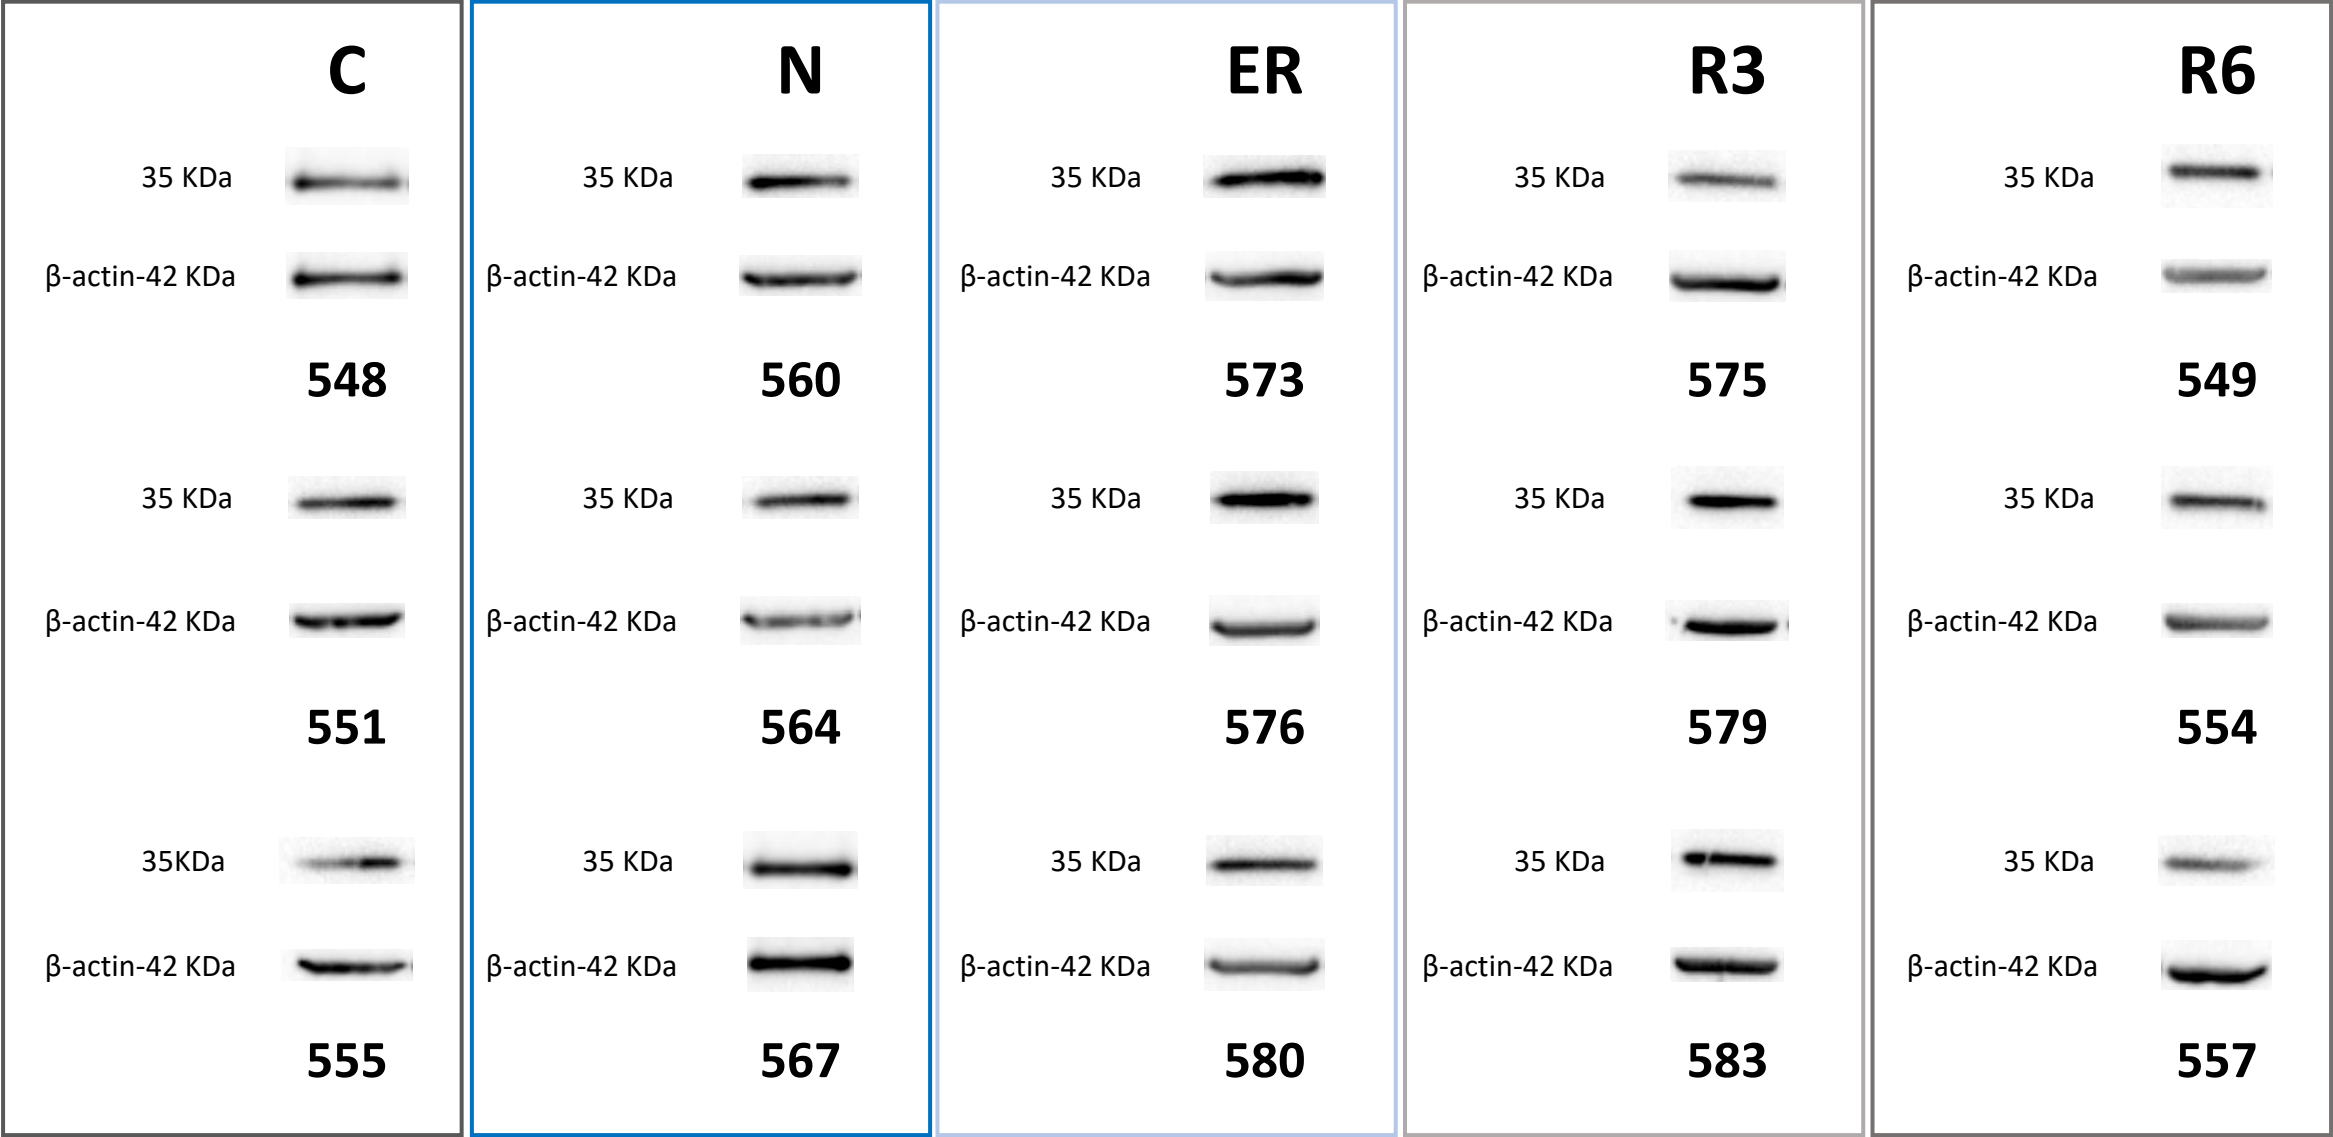 C
35 KDa
β-actin-42 KDa
548
35 KDa
β-actin-42 KDa
551
35KDa
β-actin-42 KDa
555
N
35 KDa
β-actin-42 KDa
560
35 KDa
β-actin-42 KDa
564
35 KDa
β-actin-42 KDa
567
ER
35 KDa
β-actin-42 KDa
573
35 KDa
β-actin-42 KDa
576
35 KDa
β-actin-42 KDa
580
R3
35 KDa
β-actin-42 KDa
575
35 KDa
β-actin-42 KDa
579
35 KDa
β-actin-42 KDa
583
R6
35 KDa
β-actin-42 KDa
549
35 KDa
β-actin-42 KDa
554
35 KDa
β-actin-42 KDa
557